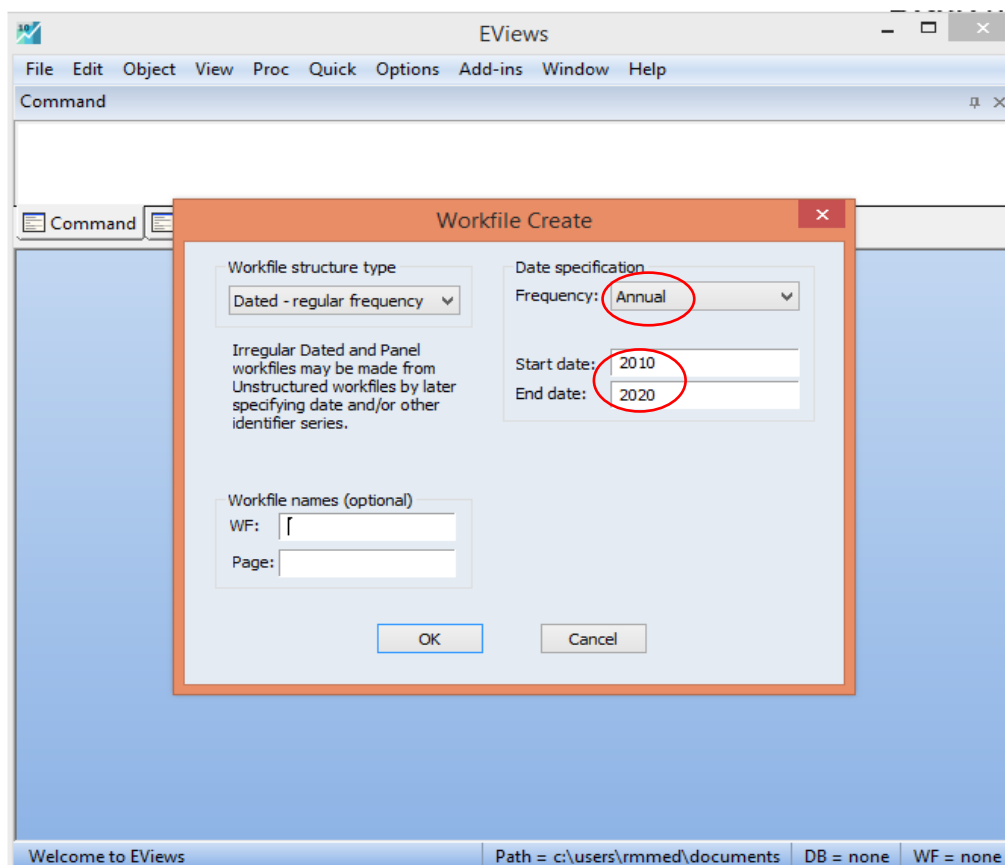 10
EViews
File Edit Object View Proc Quick Options Add-ins Window Help
Command
Command
Workfile Create
Workfile structure type
Dated - regular frequency
Irregular Dated and Panel
workfiles may be made from
Unstructured workfiles by later
specifying date and/or other
identifier series.
Date specification
Frequency: Annual
Start date: 2010
End date: 2020
Workfile names (optional)
WF:
Page:
OK Cancel
Welcome to EViews Path = c:\users\rmmed\documents DB = none WF = none